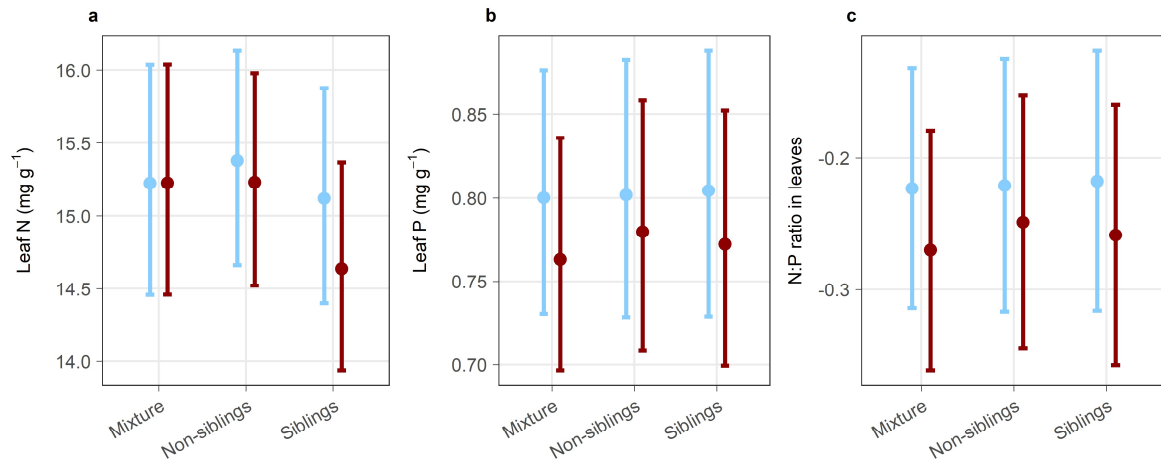 a
Leaf N (mg g⁻¹)
16.0
15.5
15.0
14.5
14.0
Mixture
Non-siblings
Siblings
b
Leaf P (mg g⁻¹)
0.85
0.80
0.75
0.70
Mixture
Non-siblings
Siblings
c
N:P ratio in leaves
-0.2
-0.3
Mixture
Non-siblings
Siblings